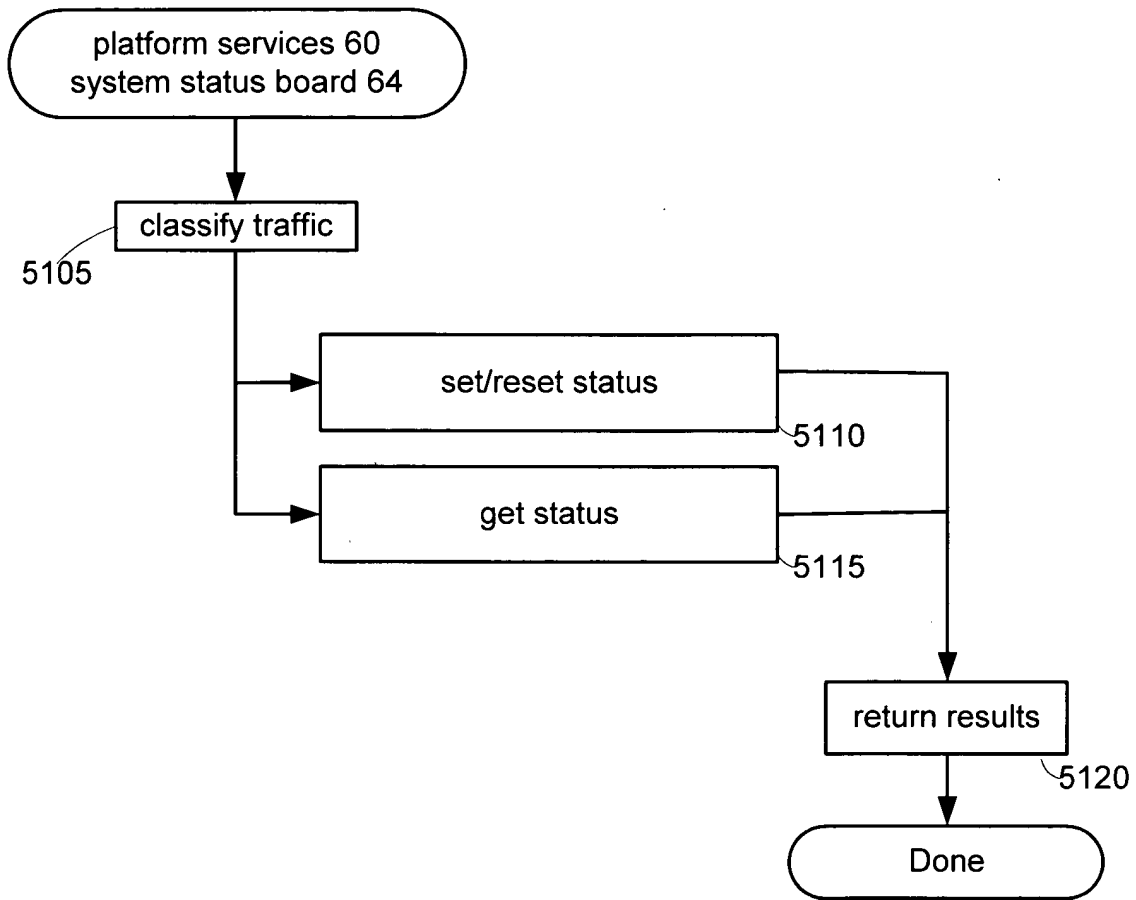 platform services 60
system status board 64
classify traffic
5105
set/reset status
5110
get status
5115
return results
5120
Done